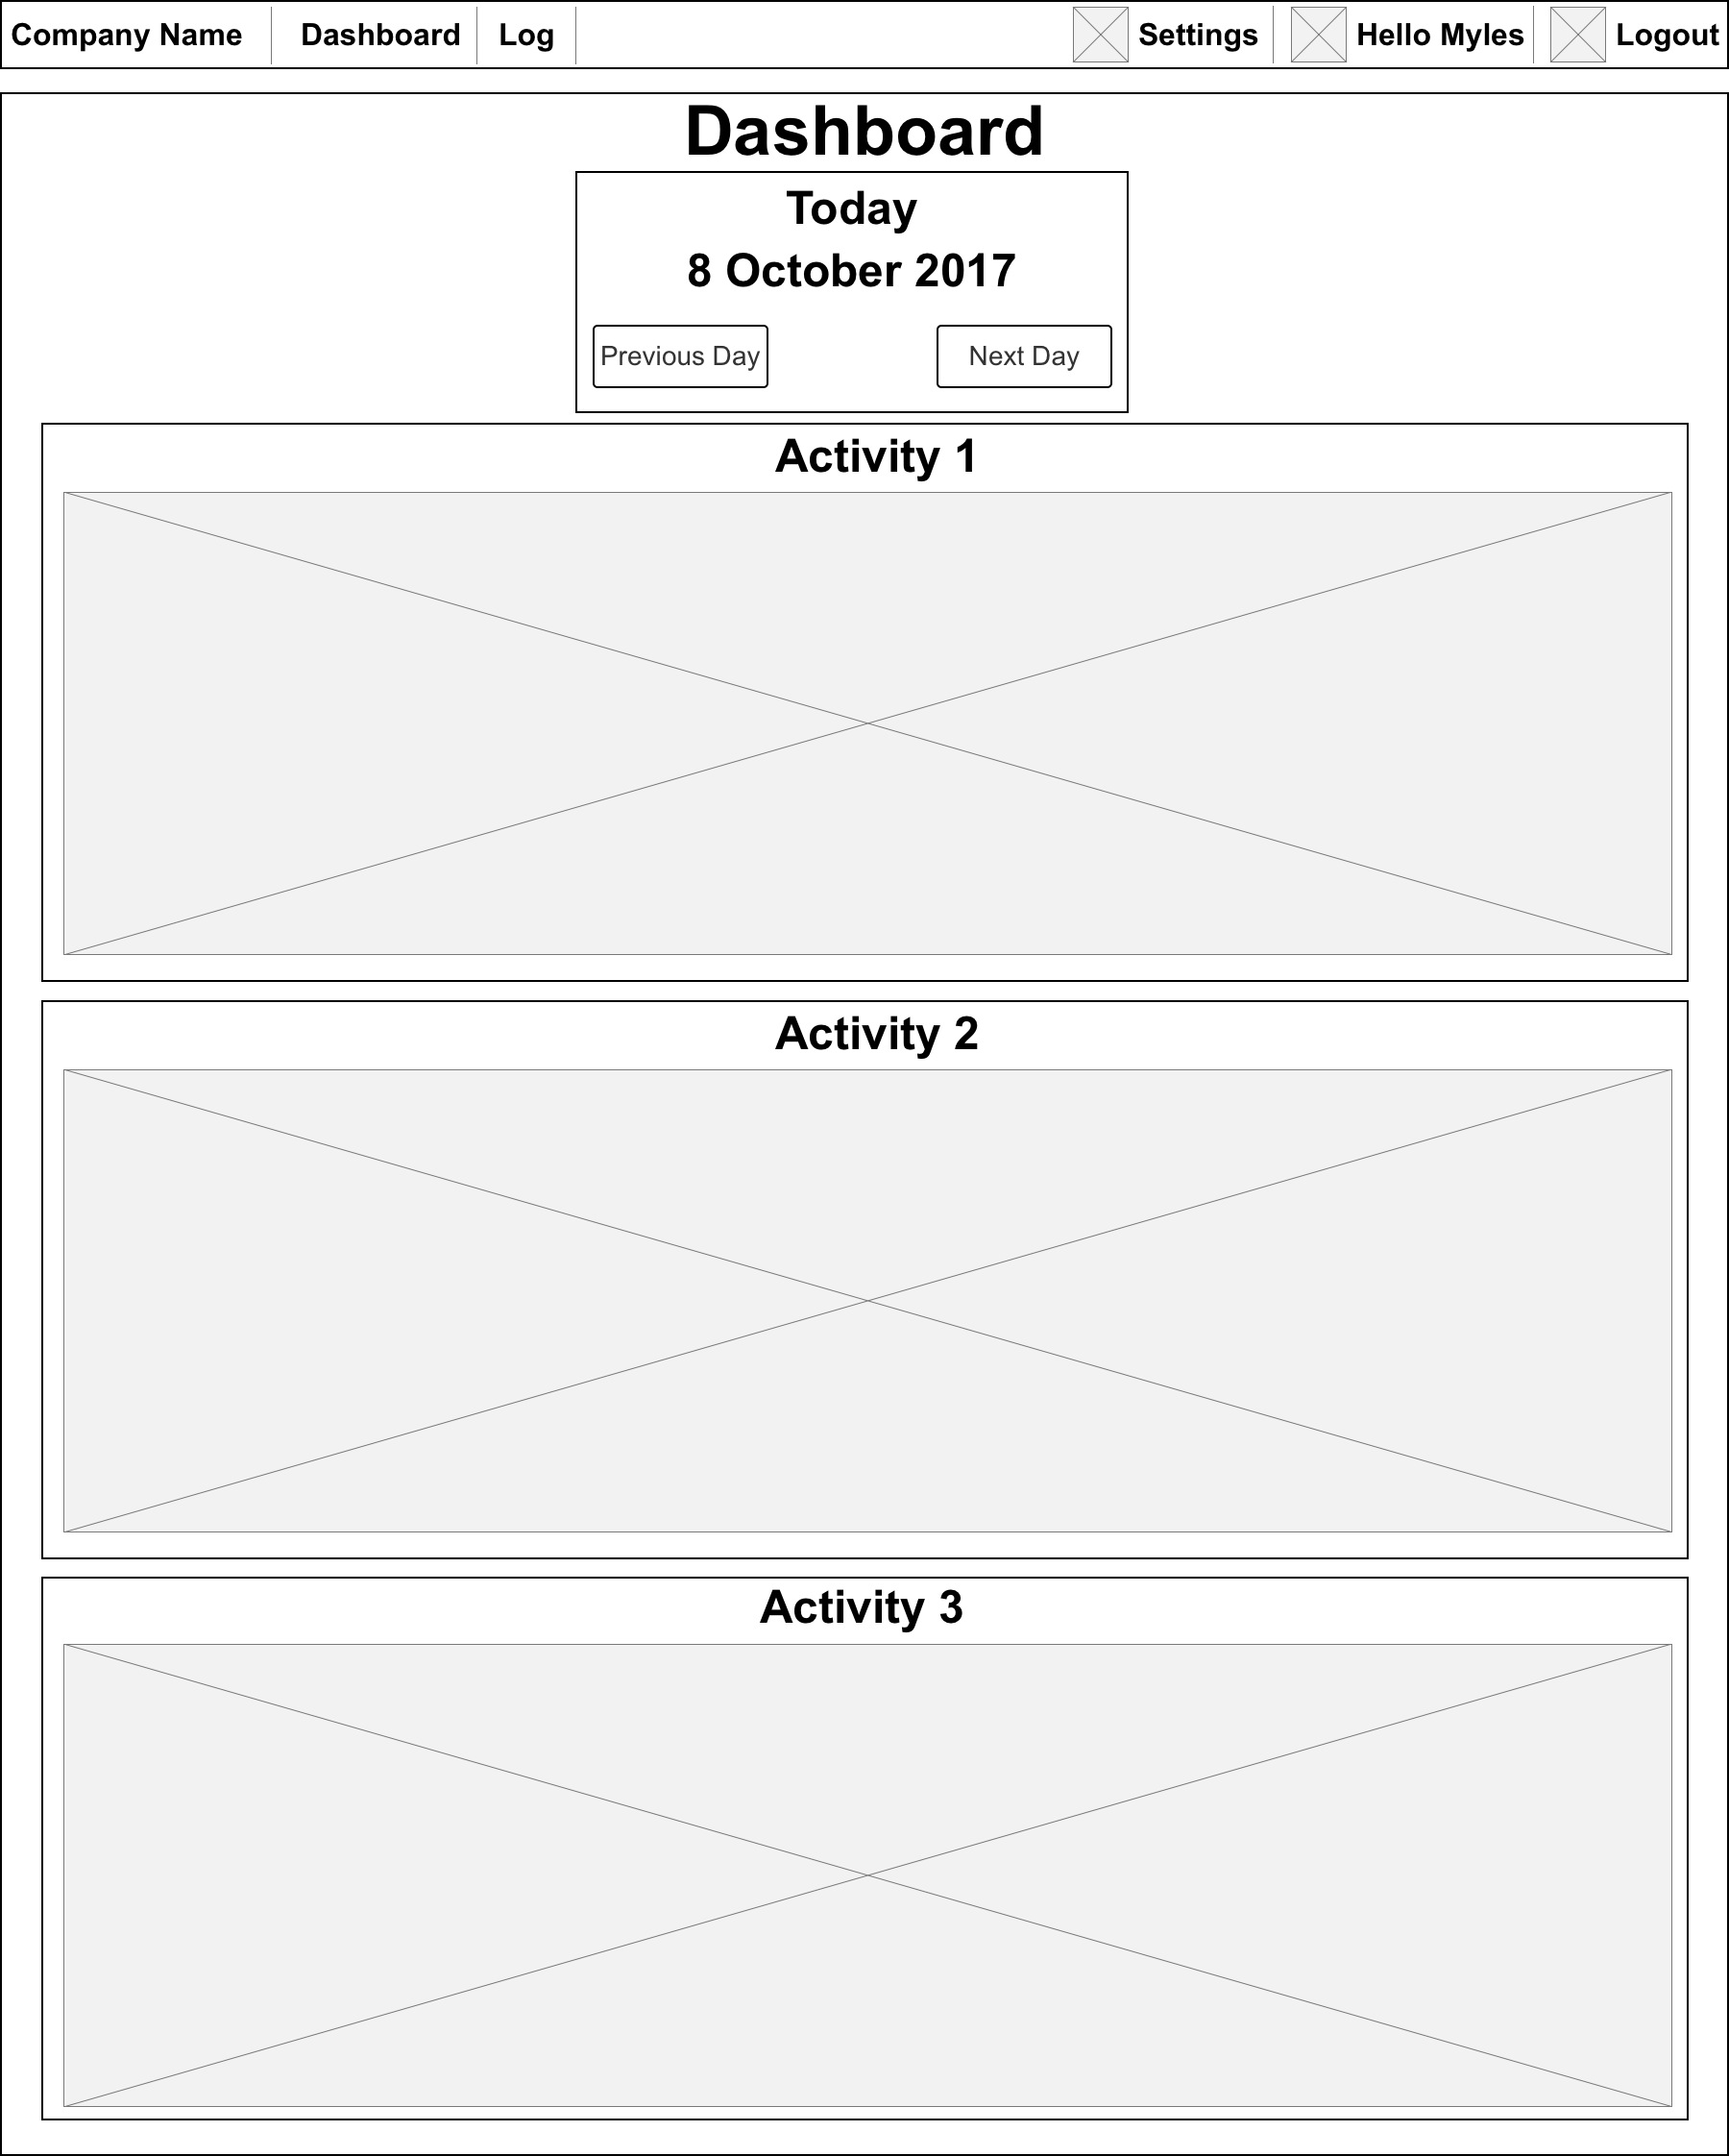 Company Name Dashboard Log Settings Hello Myles Logout
Dashboard
Today
8 October 2017
Previous Day Next Day
Activity 1
Activity 2
Activity 3